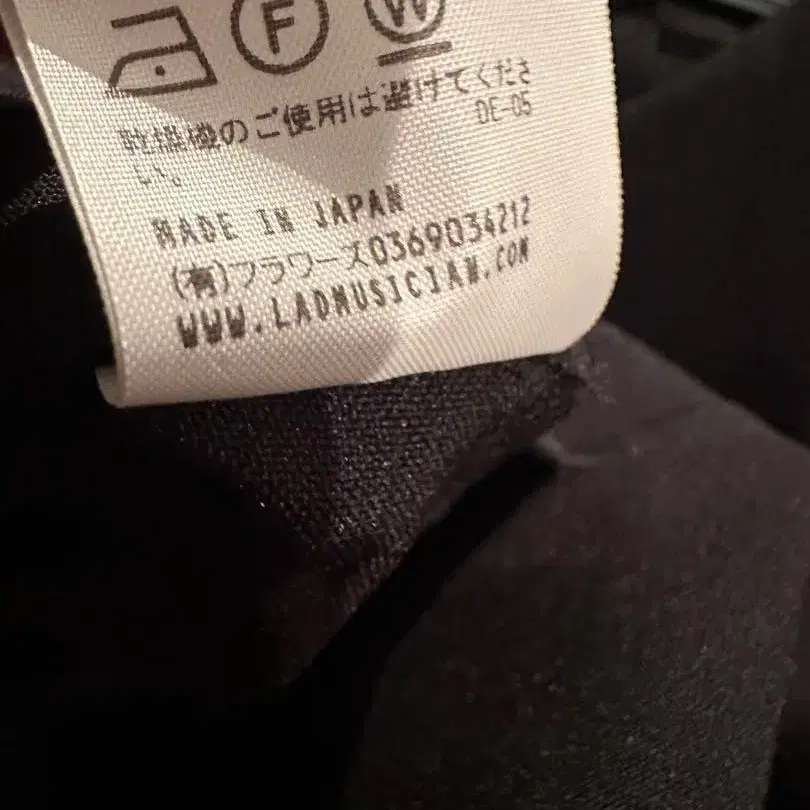 F W
乾燥機のご使用は避けてくださ
い。
DE-05
MADE IN JAPAN
(有)フラワーズ0369034212
WWW.LADMUSICIAN.COM